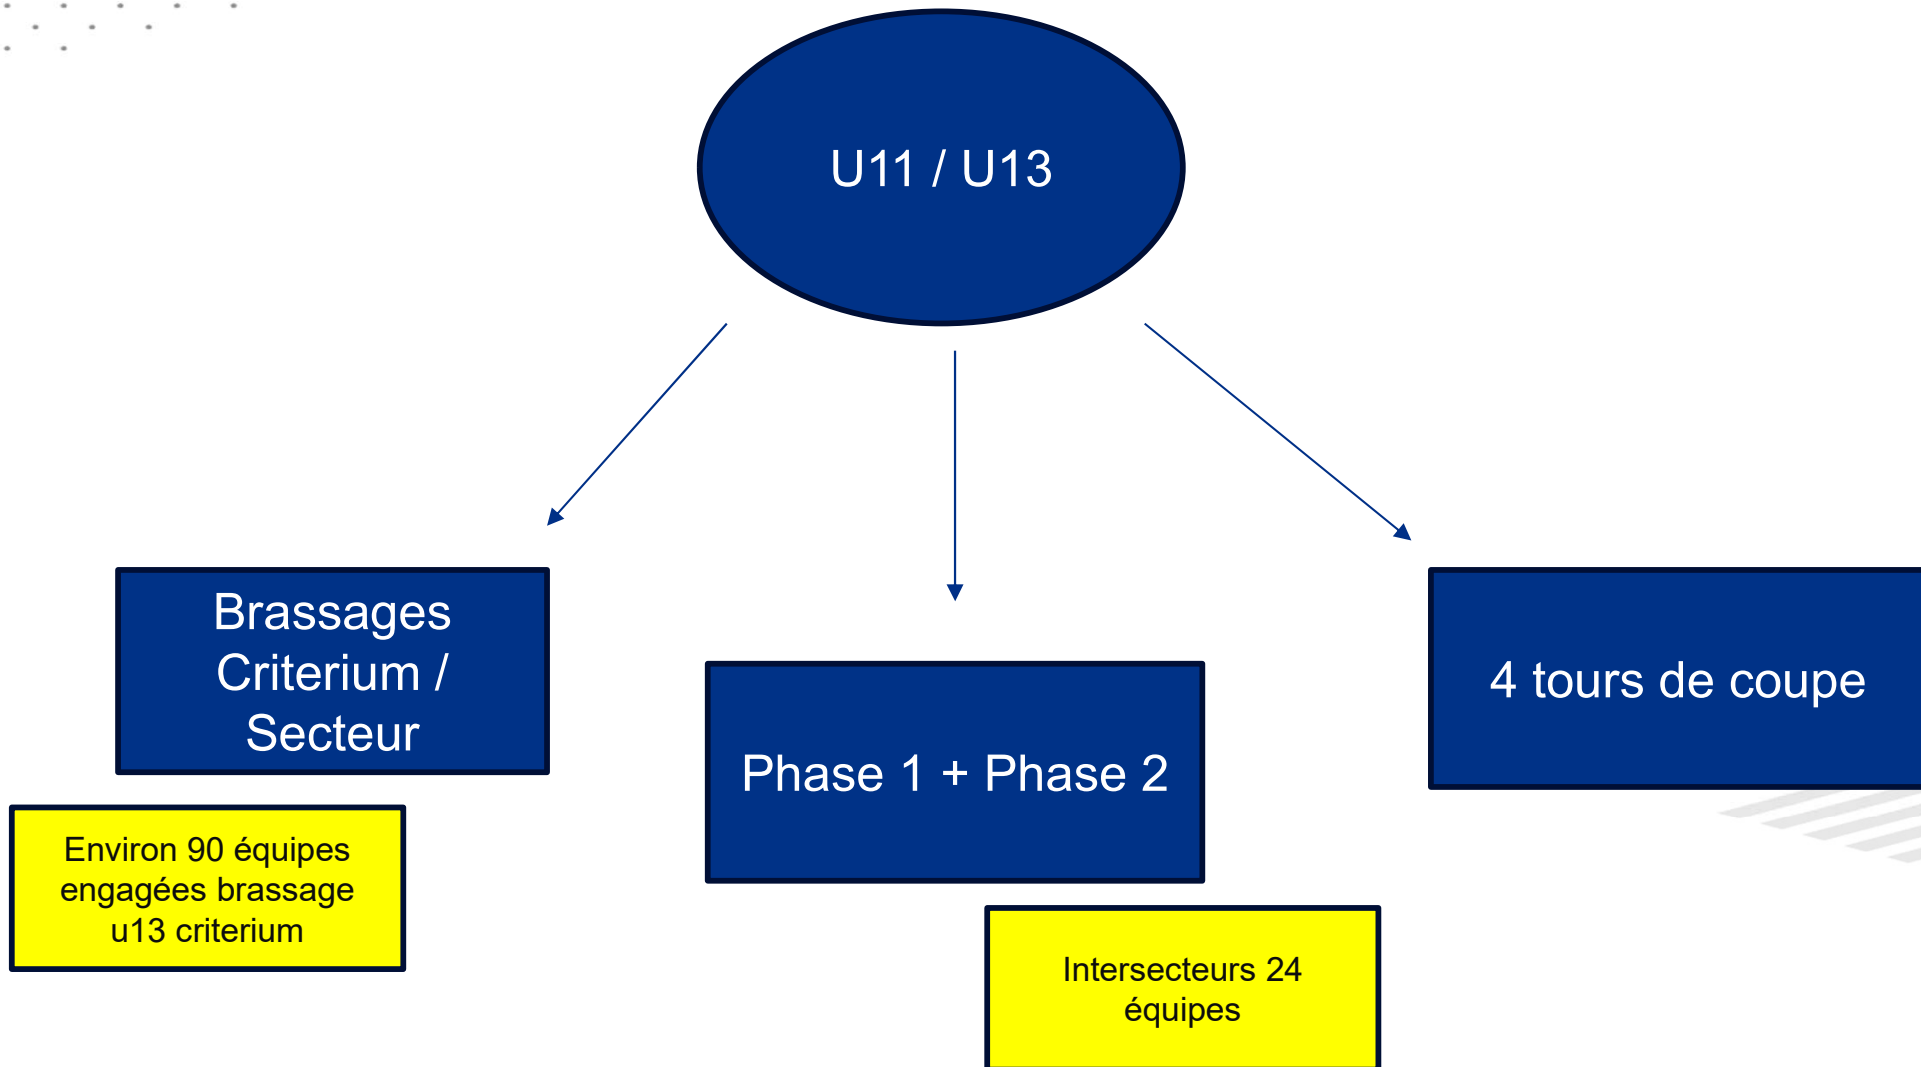 U11 / U13
Brassages
Criterium /
Secteur
Phase 1 + Phase 2
4 tours de coupe
Environ 90 équipes
engagées brassage
u13 criterium
Intersecteurs 24
équipes